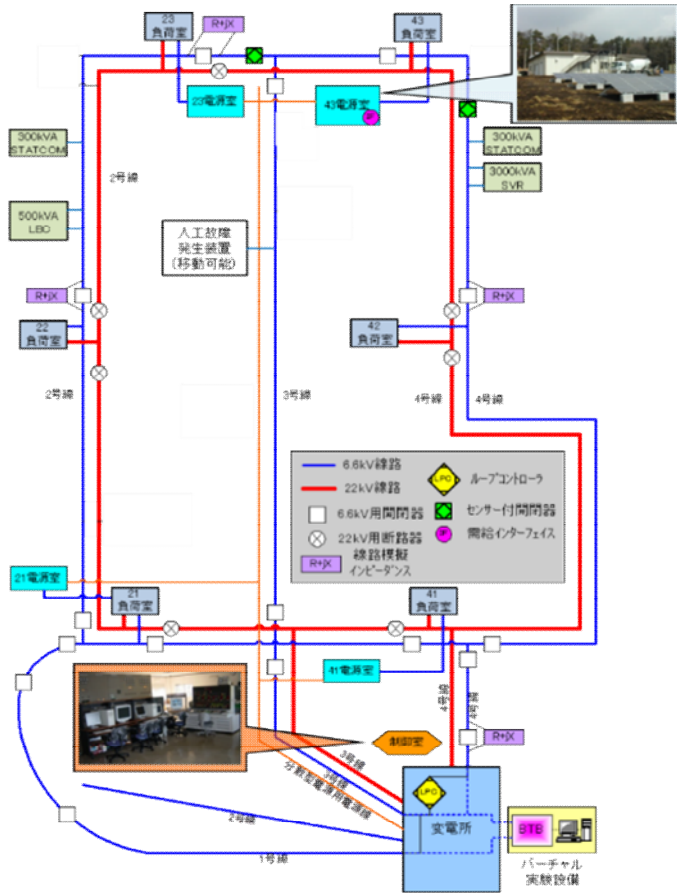 23
負荷室
R+jX
43
負荷室
23電源室
43電源室
300kVA
STATCOM
300kVA
STATCOM
3000kVA
SVR
2号線
500kVA
LBC
人工故障
発生装置
(移動可能)
R+jX
R+jX
22
負荷室
42
負荷室
2号線
3号線
4号線
4号線
6.6kV線路
22kV線路
6.6kV用開閉器
22kV用断路器
R+jX
線路模擬
インピーダンス
LPC
ループコントローラ
センサー付開閉器
需給インターフェイス
21電源室
21
負荷室
41
負荷室
41電源室
4号線
4号線
R+jX
制御室
3号線
3号線
分散型電源用電源線
2号線
1号線
LPC
変電所
BTB
バーチャル
実験設備